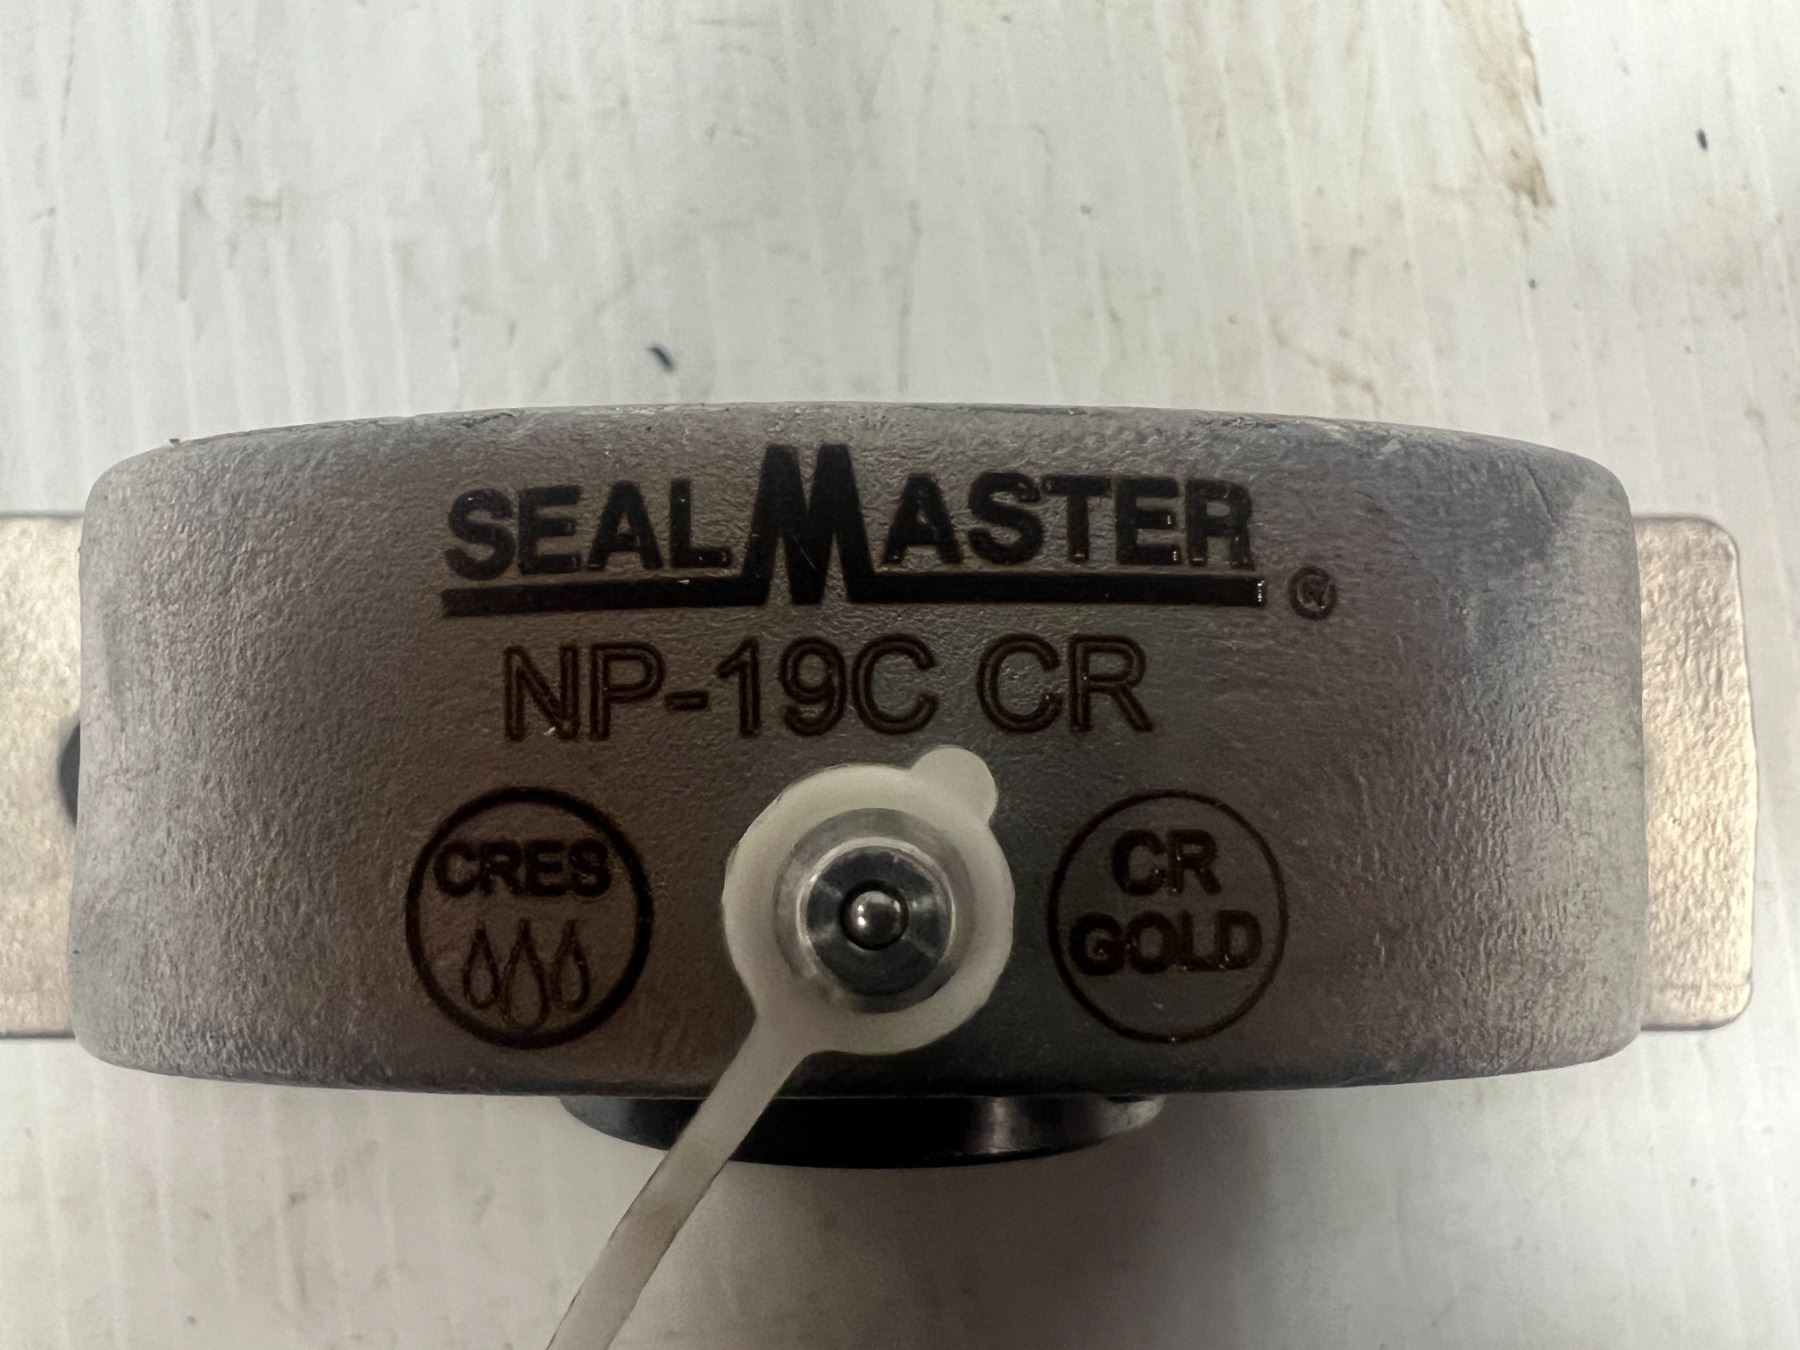 SEALMASTER ®
NP-19C CR
CRES
CR
GOLD